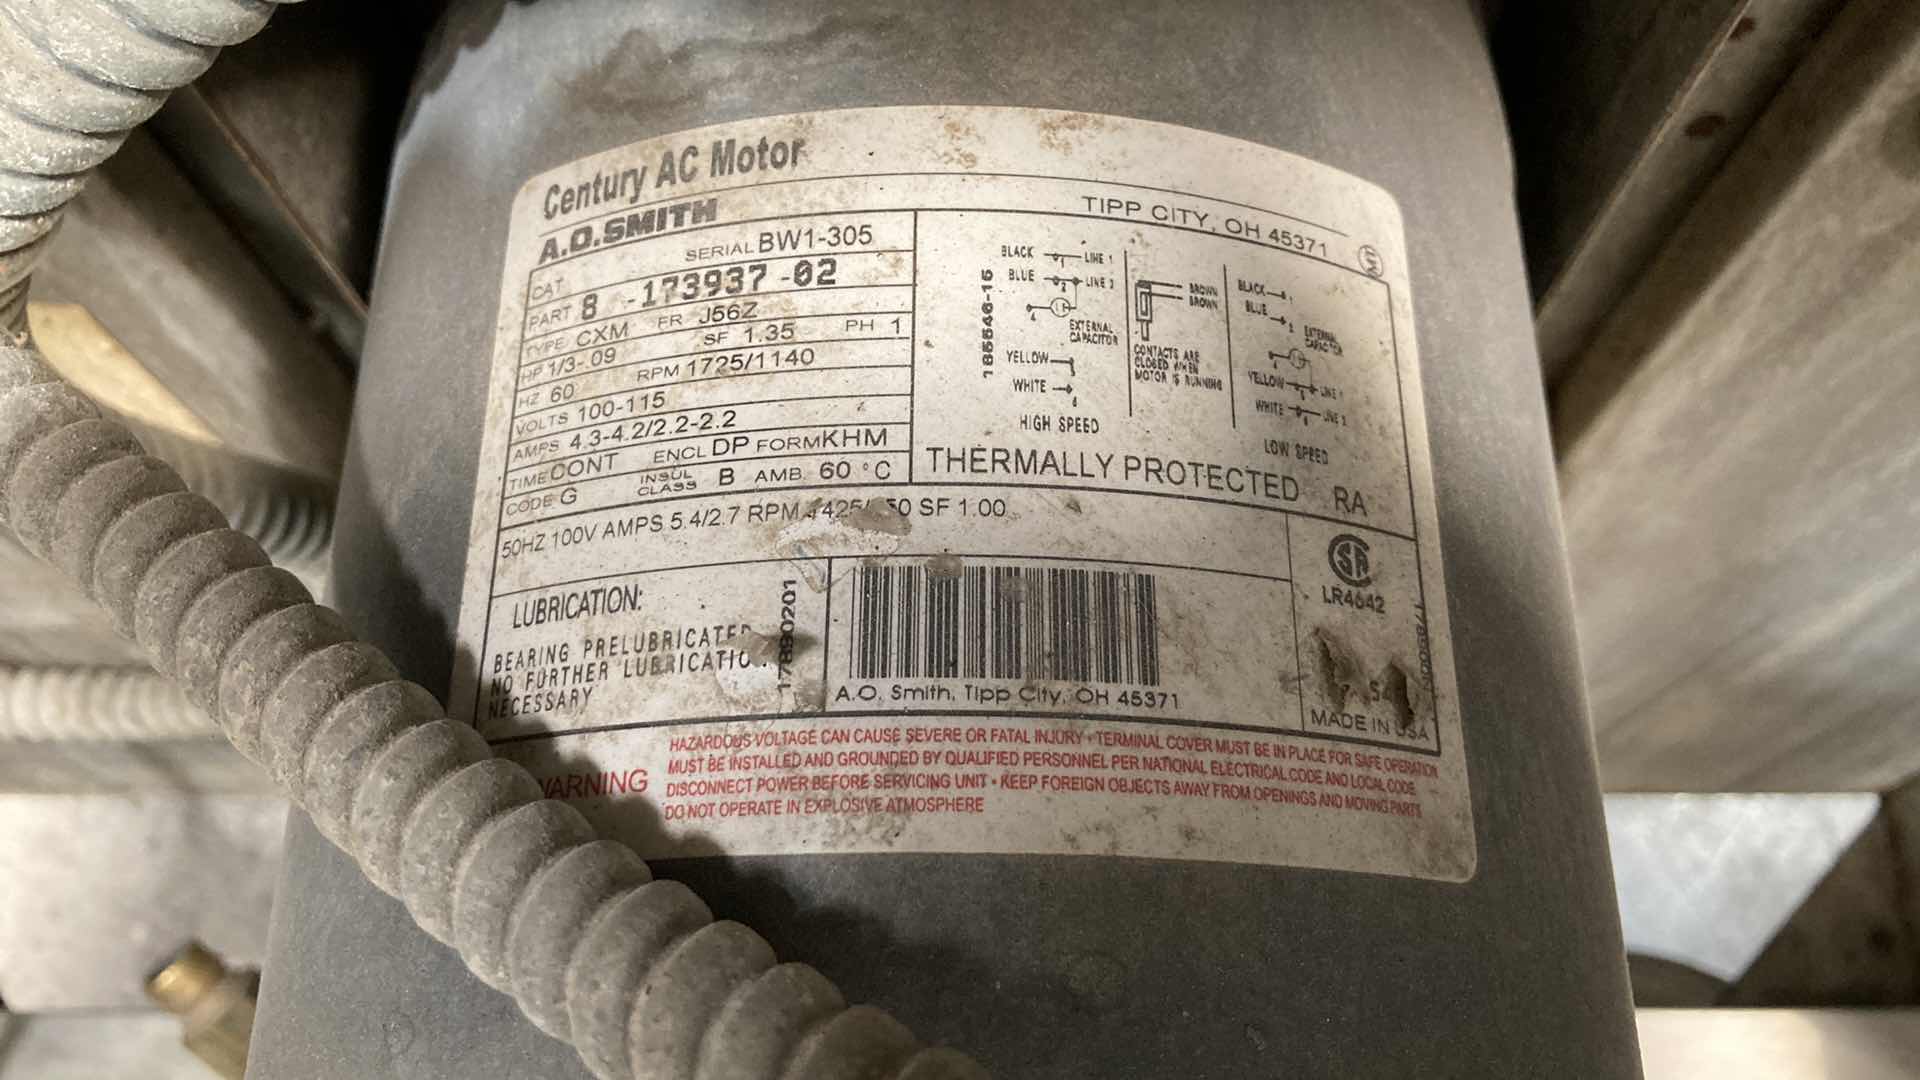 Century AC Motor
A.O. SMITH
TIPP CITY, OH 45371
SERIAL BW1-305
CAT.
PART 8 -173937 -02
TYPE CXM FR J56Z
HP 1/3-.09 SF 1.35 PH 1
HZ 60 RPM 1725/1140
VOLTS 100-115
AMPS 4.3-4.2/2.2-2.2
TIME CONT ENCL DP FORM KHM
CODE G INSUL CLASS B AMB. 60 °C
185546-15
BLACK 1 LINE 1
BLUE 2 LINE 2
4
EXTERNAL
CAPACITOR
YELLOW
WHITE
HIGH SPEED
BROWN
BROWN
CONTACTS ARE
CLOSED WHEN
MOTOR IS RUNNING
BLACK 1
BLUE 2
EXTERNAL
CAPACITOR
YELLOW LINE 1
WHITE LINE 2
LOW SPEED
THERMALLY PROTECTED RA
50HZ 100V AMPS 5.4/2.7 RPM SF 1.00
LUBRICATION:
BEARING PRELUBRICATED
NO FURTHER LUBRICATION
NECESSARY
17890201
A.O. Smith, Tipp City, OH 45371
SA
LR4642
MADE IN USA
WARNING
HAZARDOUS VOLTAGE CAN CAUSE SEVERE OR FATAL INJURY • TERMINAL COVER MUST BE IN PLACE FOR SAFE OPERATION
MUST BE INSTALLED AND GROUNDED BY QUALIFIED PERSONNEL PER NATIONAL ELECTRICAL CODE AND LOCAL CODE
DISCONNECT POWER BEFORE SERVICING UNIT • KEEP FOREIGN OBJECTS AWAY FROM OPENINGS AND MOVING PARTS
DO NOT OPERATE IN EXPLOSIVE ATMOSPHERE